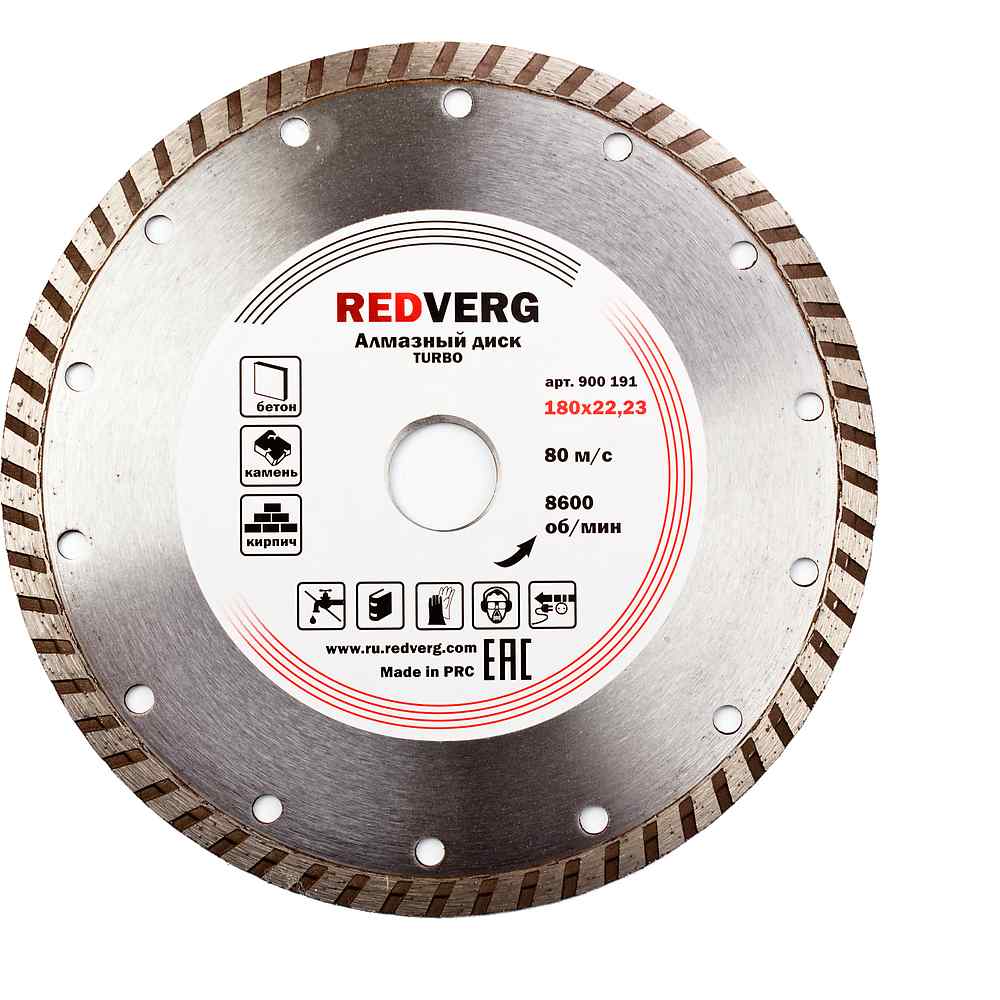 REDVERG
Алмазный диск
TURBO
бетон
камень
кирпич
арт. 900 191
180x22,23
80 м/с
8600
об/мин
www.ru.redverg.com
Made in PRC
EAC